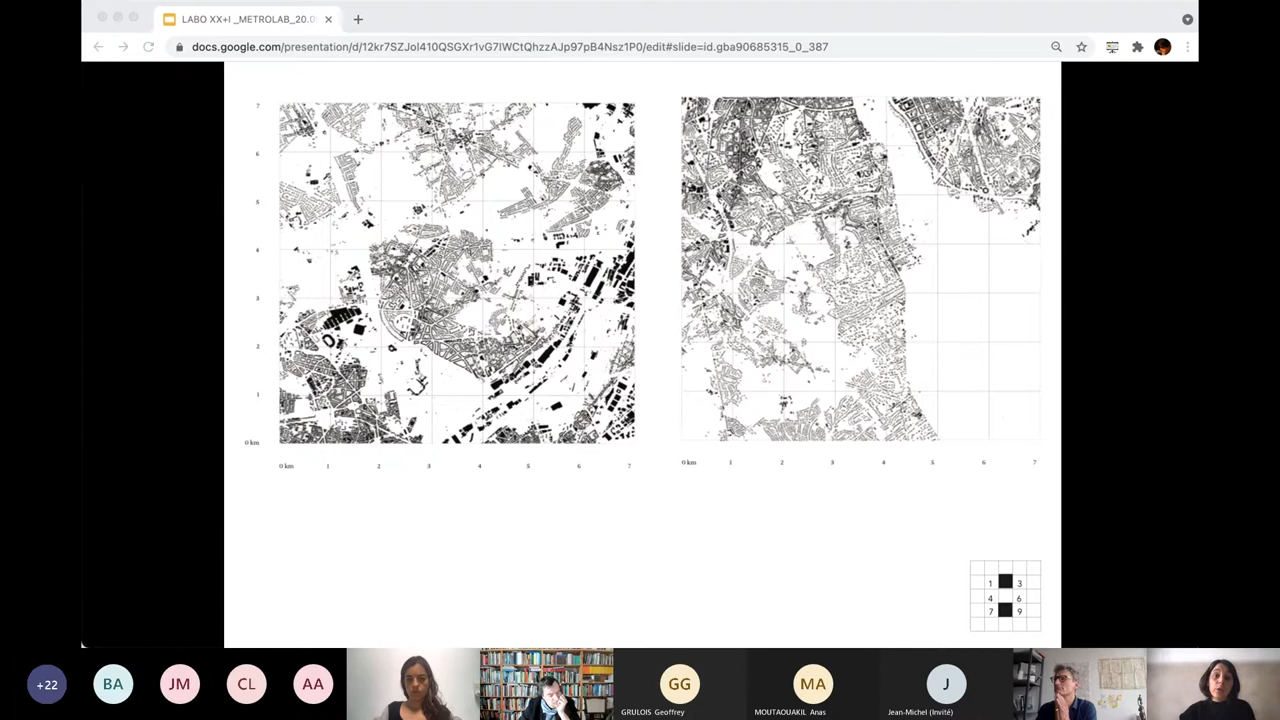 LABO XX+I _METROLAB_20.0
docs.google.com/presentation/d/12kr7SZJol410QSGXr1vG7IWCtQhzzAJp97pB4Nsz1P0/edit#slide=id.gba90685315_0_387
7
6
5
4
3
2
1
0 km
0 km 1 2 3 4 5 6 7
0 km 1 2 3 4 5 6 7
1 3
4 6
7 9
+22 BA JM CL AA GG MA J
GRULOIS Geoffrey MOUTAOUAKIL Anas Jean-Michel (Invité)